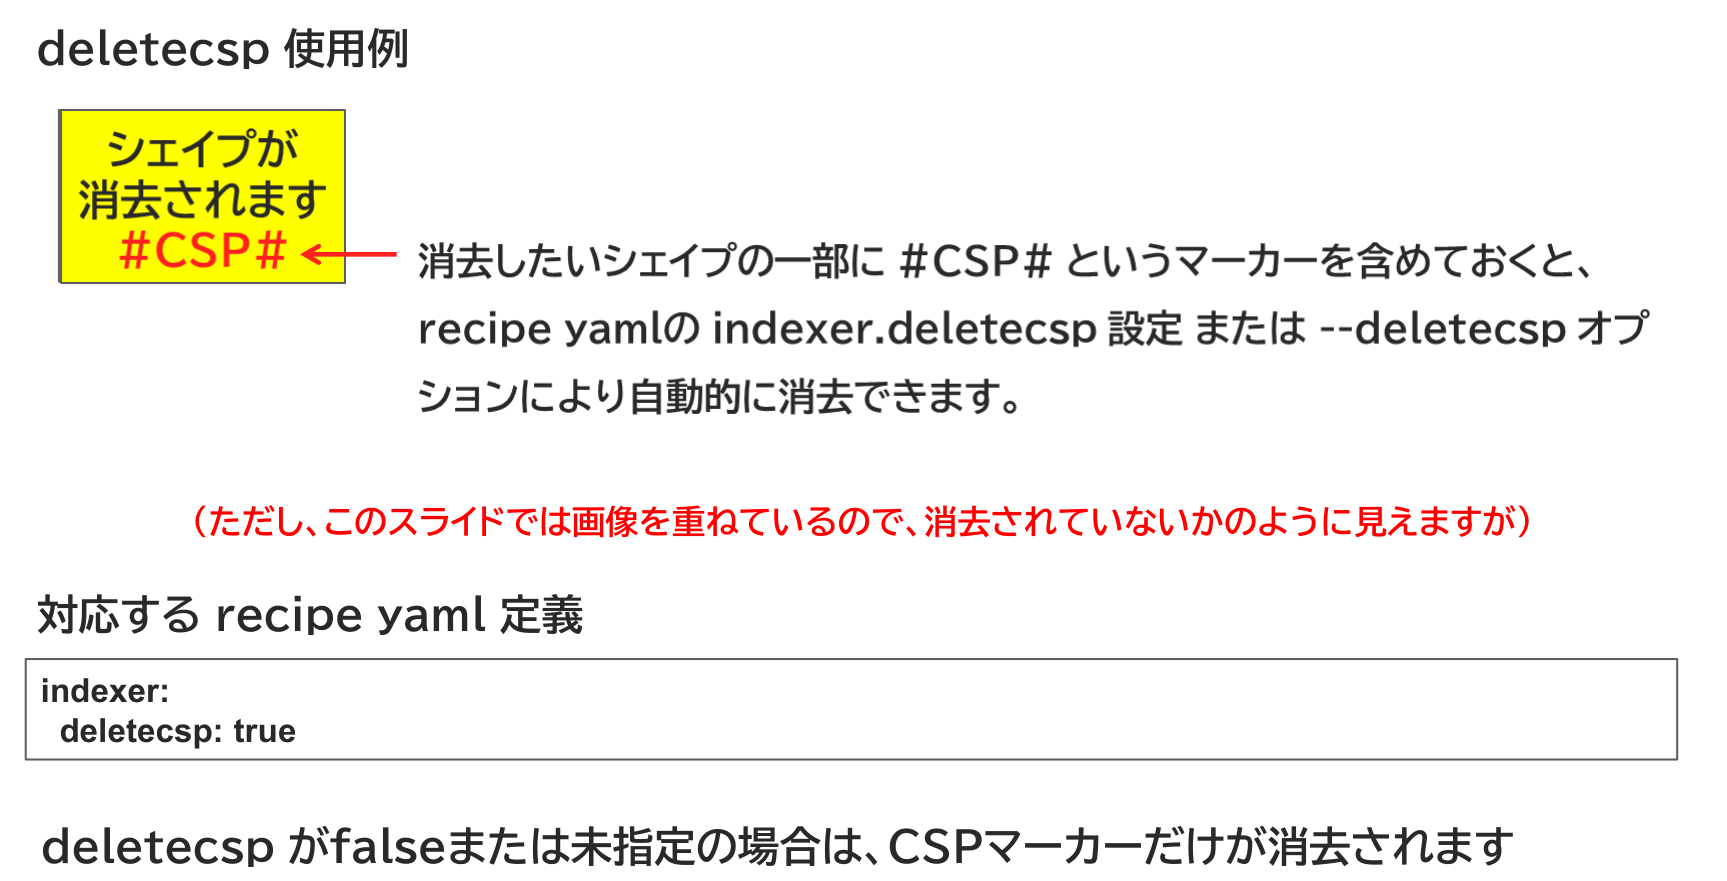 deletecsp 使用例
シェイプが
消去されます
#CSP#
消去したいシェイプの一部に #CSP# というマーカーを含めておくと、
recipe yamlの indexer.deletecsp 設定 または --deletecsp オプ
ションにより自動的に消去できます。
（ただし、このスライドでは画像を重ねているので、消去されていないかのように見えますが）
対応する recipe yaml 定義
indexer:
  deletecsp: true
deletecsp がfalseまたは未指定の場合は、CSPマーカーだけが消去されます